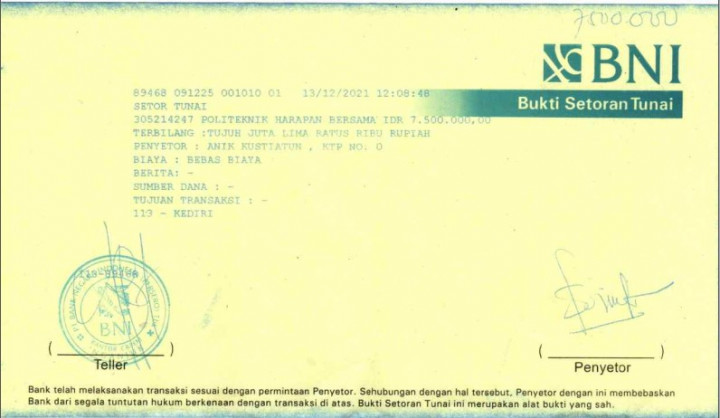 7500.000
BNI
Bukti Setoran Tunai
89468 091225 001010 01 13/12/2021 12:08:48
SETOR TUNAI
305214247 POLITEKNIK HARAPAN BERSAMA IDR 7.500.000,00
TERBILANG :TUJUH JUTA LIMA RATUS RIBU RUPIAH
PENYETOR : ANIK KUSTIATUN , KTP NO. 0
BIAYA : BEBAS BIAYA
BERITA: -
SUMBER DANA : -
TUJUAN TRANSAKSI : -
119 - KEDIRI
BNI
( )
Teller
( )
Penyetor
Bank telah melaksanakan transaksi sesuai dengan permintaan Penyetor. Sehubungan dengan hal tersebut, Penyetor dengan ini membebaskan
Bank dari segala tuntutan hukum berkenaan dengan transaksi di atas. Bukti Setoran Tunai ini merupakan alat bukti yang sah.